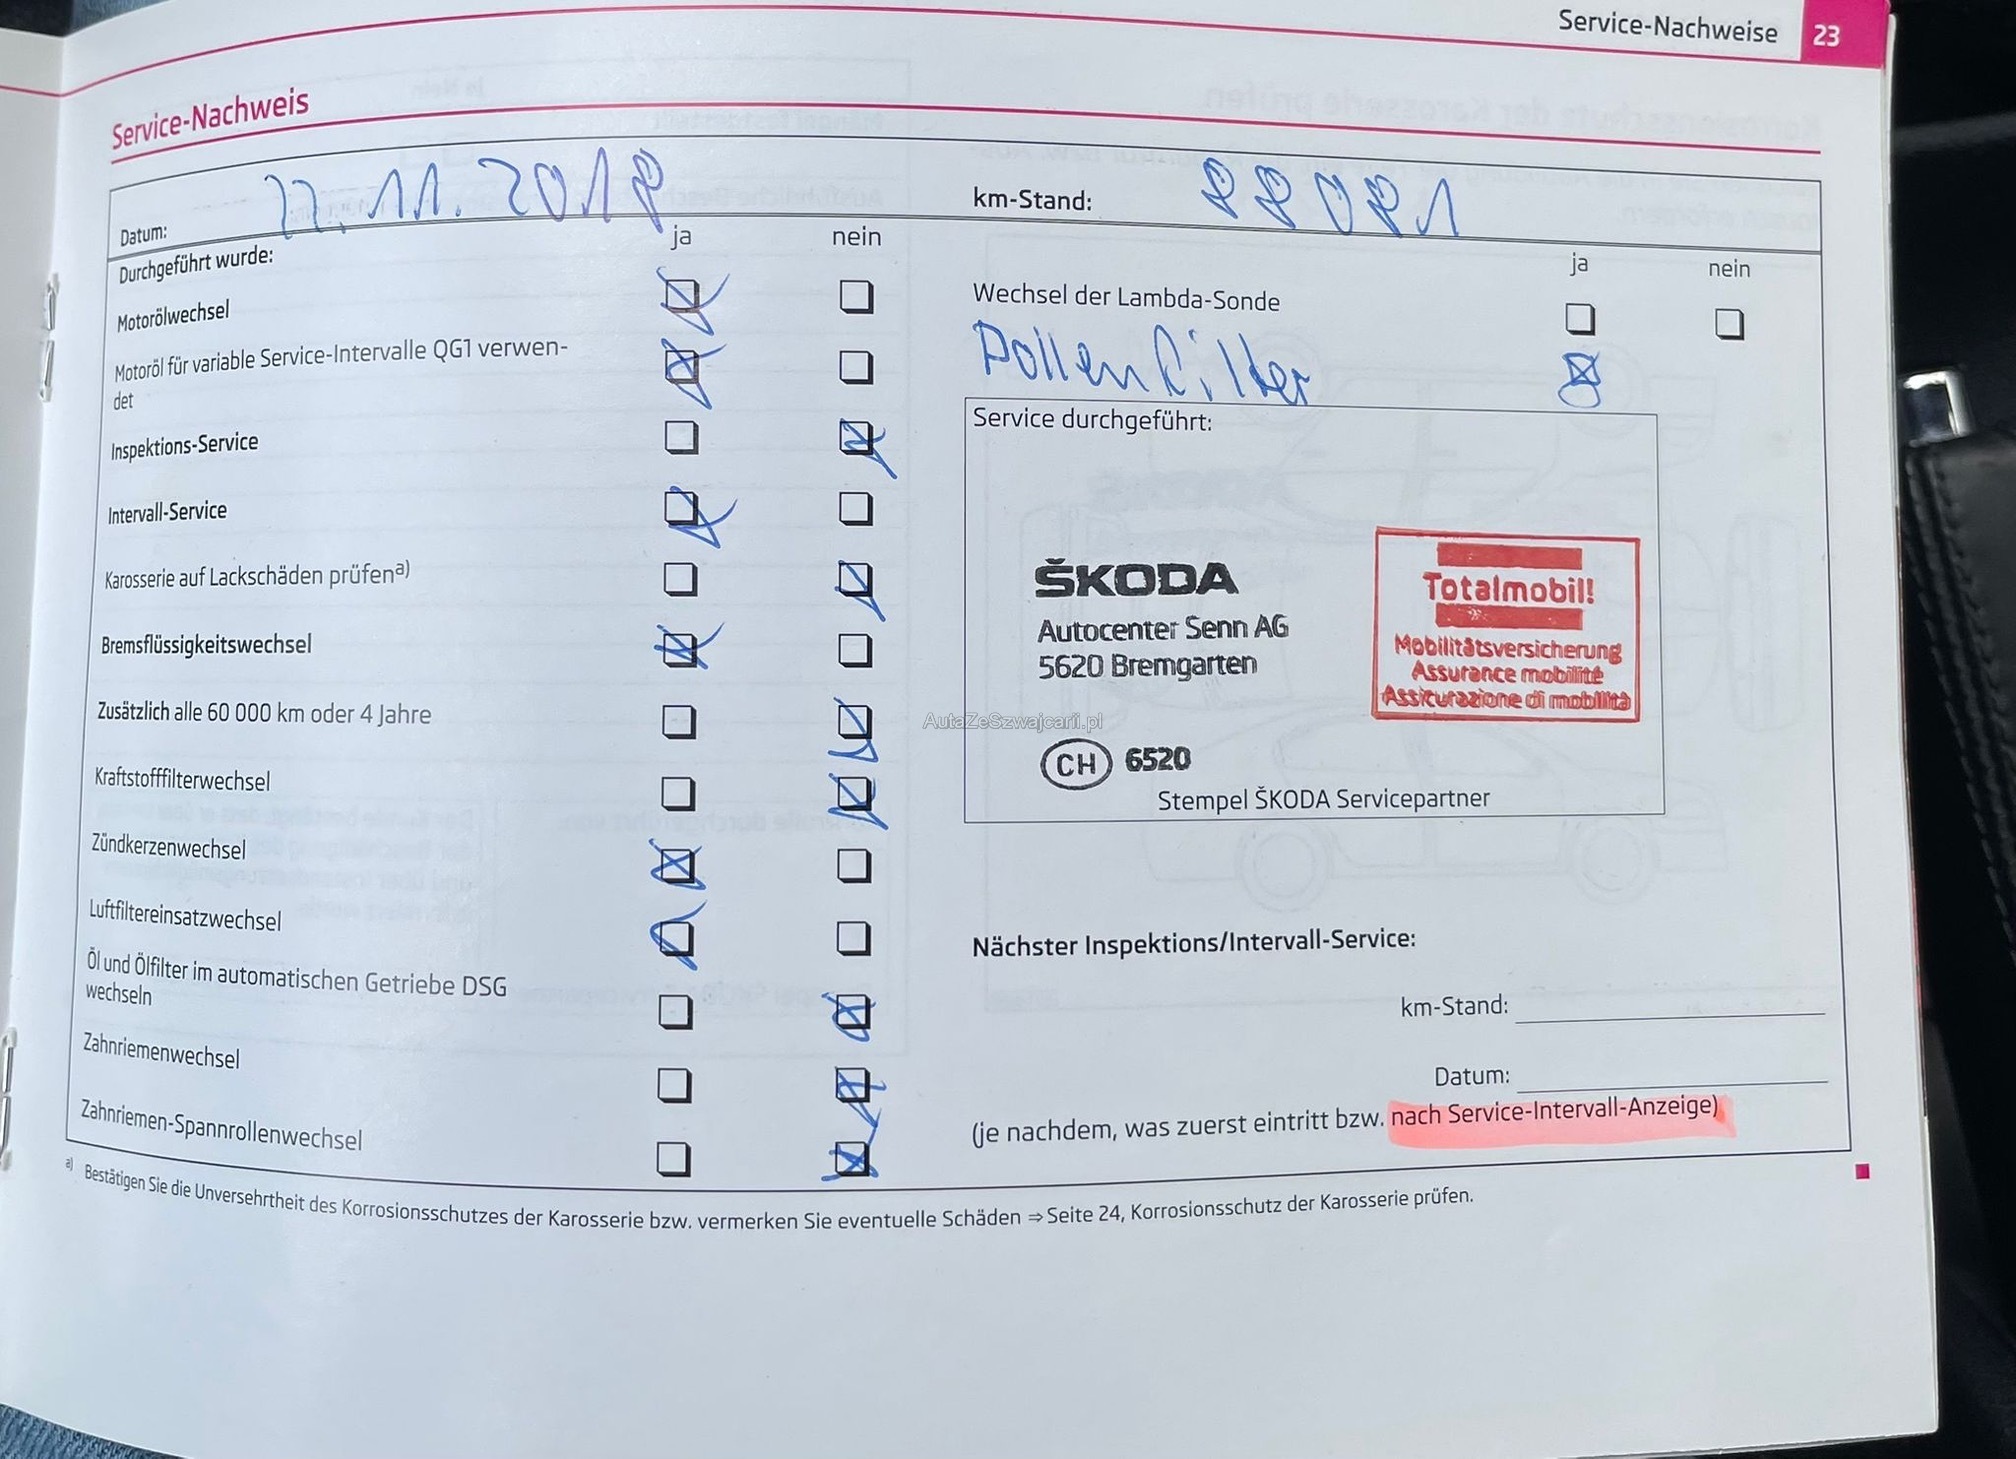 Service-Nachweise 23
Service-Nachweis
Datum: 22.11.2018
km-Stand: 88081
Durchgeführt wurde:
ja nein
Motorölwechsel
Motoröl für variable Service-Intervalle QG1 verwen-
det
Inspektions-Service
Intervall-Service
Karosserie auf Lackschäden prüfena)
Bremsflüssigkeitswechsel
Zusätzlich alle 60 000 km oder 4 Jahre
Kraftstofffilterwechsel
Zündkerzenwechsel
Luftfiltereinsatzwechsel
Öl und Ölfilter im automatischen Getriebe DSG
wechseln
Zahnriemenwechsel
Zahnriemen-Spannrollenwechsel
ja nein
Wechsel der Lambda-Sonde
Pollenfilter
Service durchgeführt:
ŠKODA
Autocenter Senn AG
5620 Bremgarten
CH 6520
Totalmobil!
Mobilitätsversicherung
Assurance mobilité
Assicurazione di mobilità
AutaZeSzwajcarii.pl
Stempel ŠKODA Servicepartner
Nächster Inspektions/Intervall-Service:
km-Stand:
Datum:
(je nachdem, was zuerst eintritt bzw. nach Service-Intervall-Anzeige)
a) Bestätigen Sie die Unversehrtheit des Korrosionsschutzes der Karosserie bzw. vermerken Sie eventuelle Schäden ⇒ Seite 24, Korrosionsschutz der Karosserie prüfen.